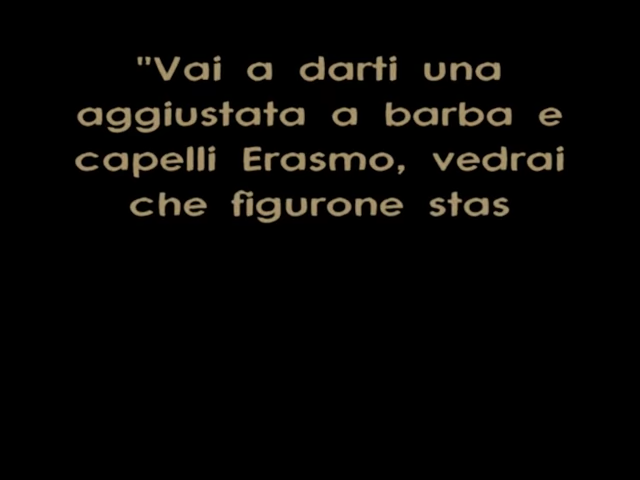 "Vai a darti una
aggiustata a barba e
capelli Erasmo, vedrai
che figurone stas